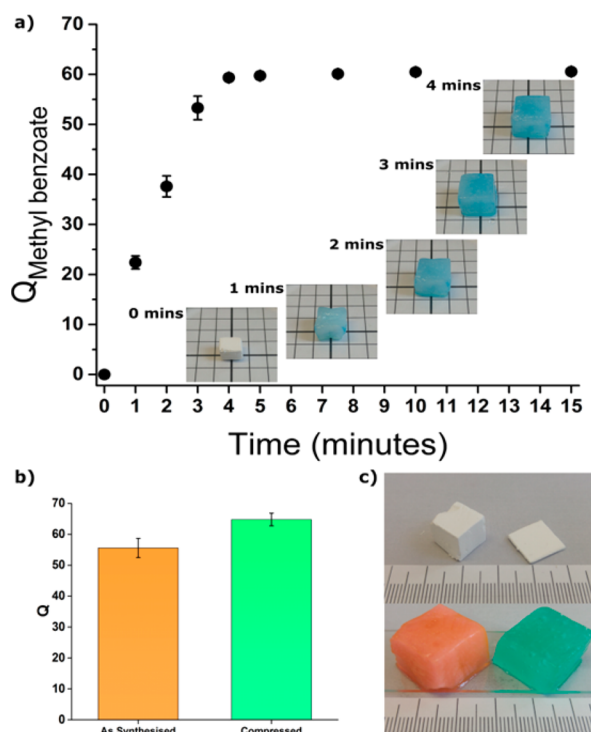 a)
70
60
50
40
30
20
10
0
Q Methyl benzoate
4 mins
3 mins
2 mins
1 mins
0 mins
0 1 2 3 4 5 6 7 8 9 10 11 12 13 14 15
Time (minutes)
b)
70
60
50
40
30
20
10
0
Q
As Synthesised Compressed
c)